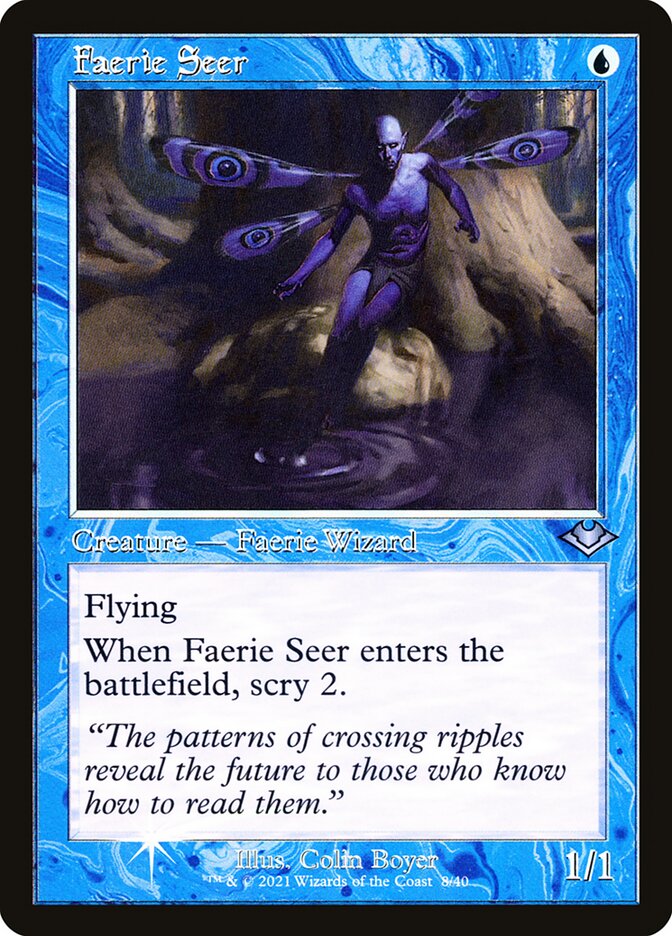 Faerie Seer
Creature — Faerie Wizard
Flying
When Faerie Seer enters the
battlefield, scry 2.
“The patterns of crossing ripples
reveal the future to those who know
how to read them.”
Illus. Colin Boyer
™ & © 2021 Wizards of the Coast 8/40
1/1